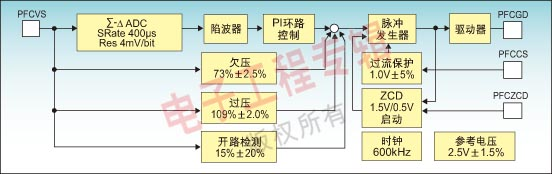 PFCVS
∑-Δ ADC
SRate 400μs
Res 4mV/bit
陷波器
PI环路
控制
脉冲
发生器
驱动器
PFCGD
欠压
73%±2.5%
过流保护
1.0V±5%
PFCCS
过压
109%±2.0%
ZCD
1.5V/0.5V
启动
PFCZCD
开路检测
15%±20%
时钟
600kHz
参考电压
2.5V±1.5%
电子工程专辑
版权所有